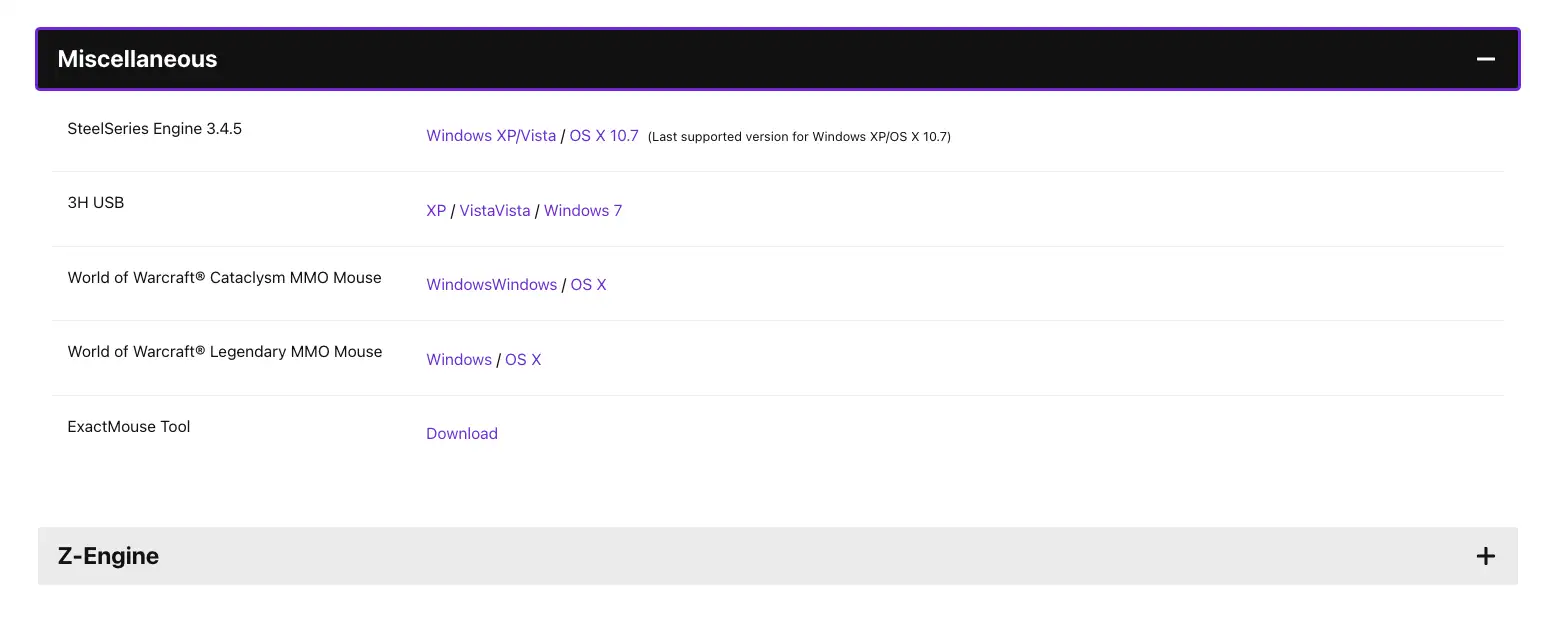 Miscellaneous
SteelSeries Engine 3.4.5
Windows XP/Vista / OS X 10.7 (Last supported version for Windows XP/OS X 10.7)
3H USB
XP / VistaVista / Windows 7
World of Warcraft® Cataclysm MMO Mouse
WindowsWindows / OS X
World of Warcraft® Legendary MMO Mouse
Windows / OS X
ExactMouse Tool
Download
Z-Engine